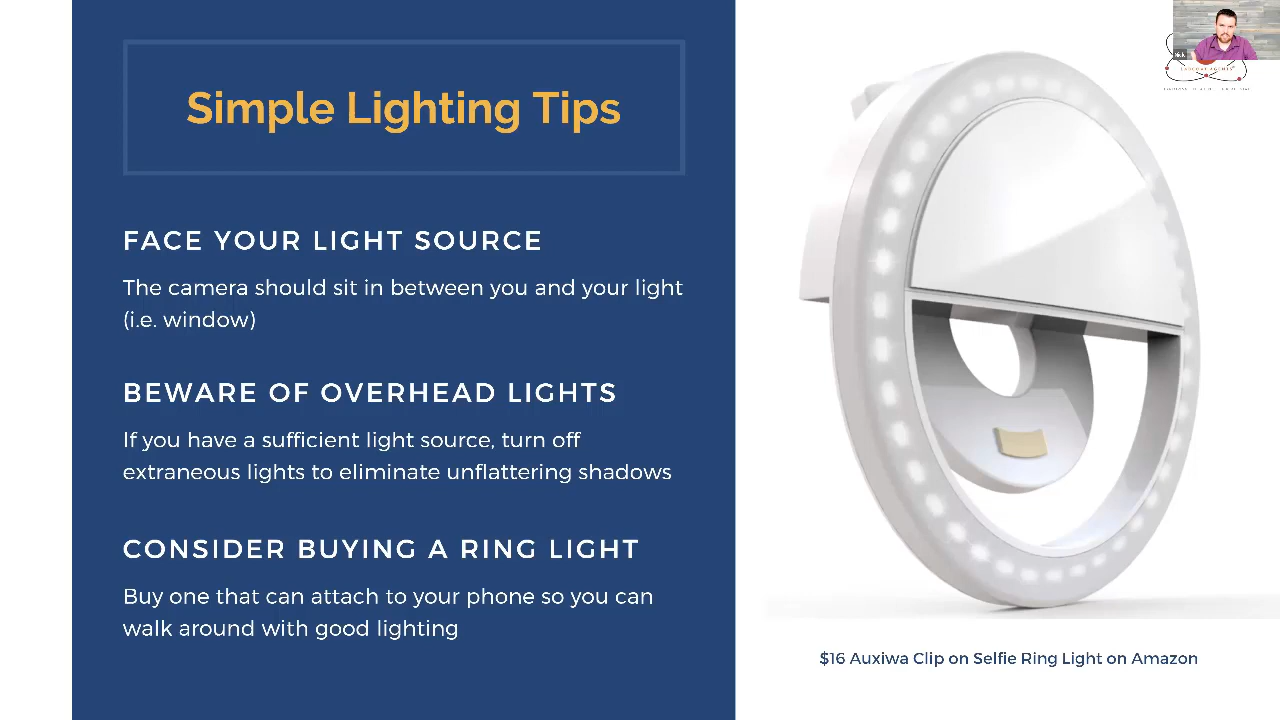 Simple Lighting Tips
FACE YOUR LIGHT SOURCE
The camera should sit in between you and your light
(i.e. window)
BEWARE OF OVERHEAD LIGHTS
If you have a sufficient light source, turn off
extraneous lights to eliminate unflattering shadows
CONSIDER BUYING A RING LIGHT
Buy one that can attach to your phone so you can
walk around with good lighting
$16 Auxiwa Clip on Selfie Ring Light on Amazon